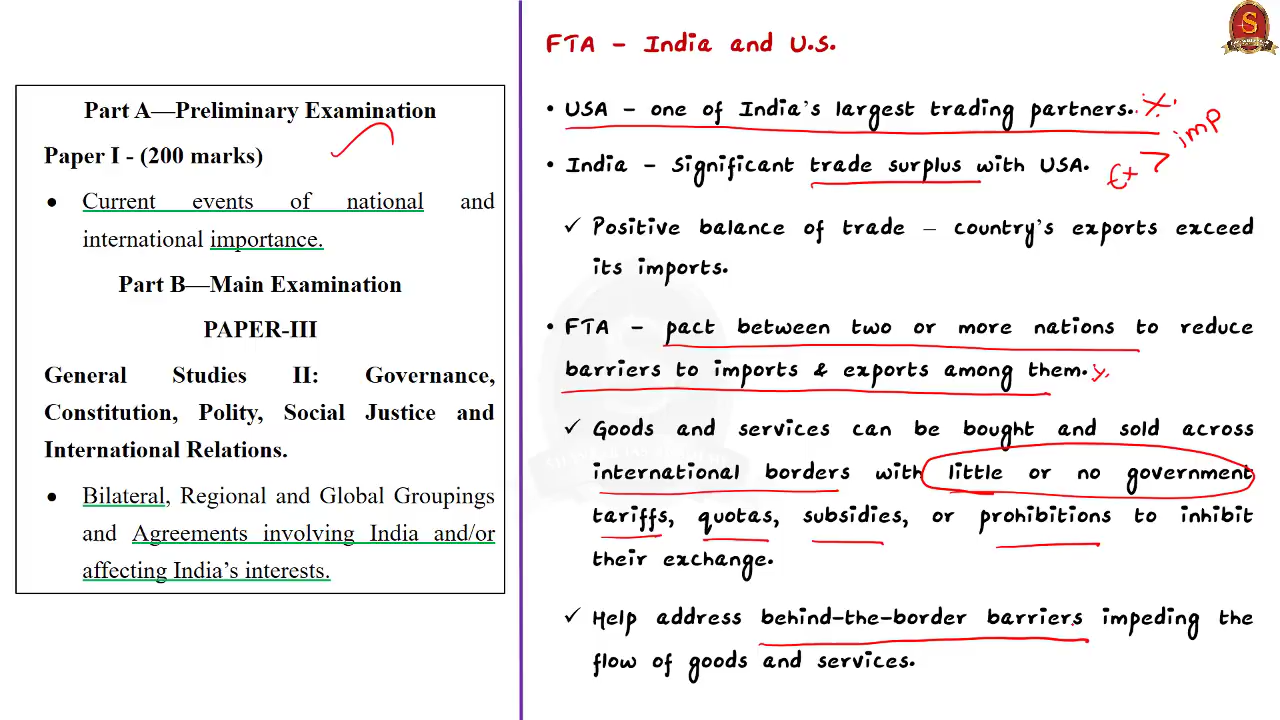 Part A—Preliminary Examination
Paper I - (200 marks)
• Current events of national and
international importance.
Part B—Main Examination
PAPER-III
General Studies II: Governance,
Constitution, Polity, Social Justice and
International Relations.
• Bilateral, Regional and Global Groupings
and Agreements involving India and/or
affecting India's interests.
FTA - India and U.S.
• USA - one of India's largest trading partners.
• India - Significant trade surplus with USA.
Ex > imp
✓ Positive balance of trade – country's exports exceed
its imports.
• FTA - pact between two or more nations to reduce
barriers to imports & exports among them.
✓ Goods and services can be bought and sold across
international borders with little or no government
tariffs, quotas, subsidies, or prohibitions to inhibit
their exchange.
✓ Help address behind-the-border barriers impeding the
flow of goods and services.